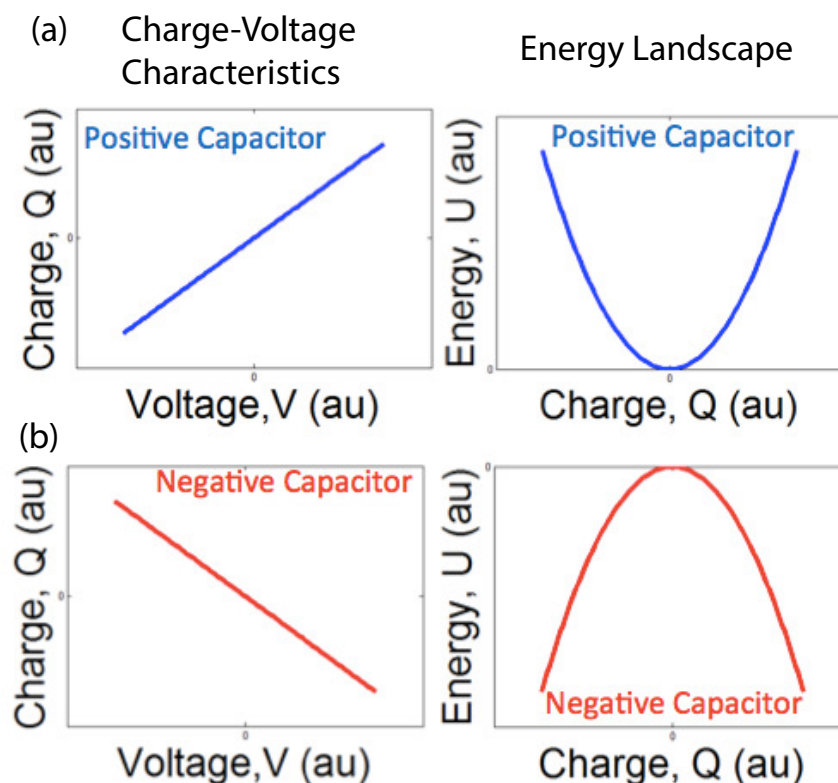 (a) Charge-Voltage
Characteristics
Energy Landscape
Charge, Q (au)
Positive Capacitor
0
0
Voltage,V (au)
Energy, U (au)
Positive Capacitor
0
0
Charge, Q (au)
(b)
Charge, Q (au)
Negative Capacitor
0
0
Voltage,V (au)
Energy, U (au)
0
Negative Capacitor
0
Charge, Q (au)